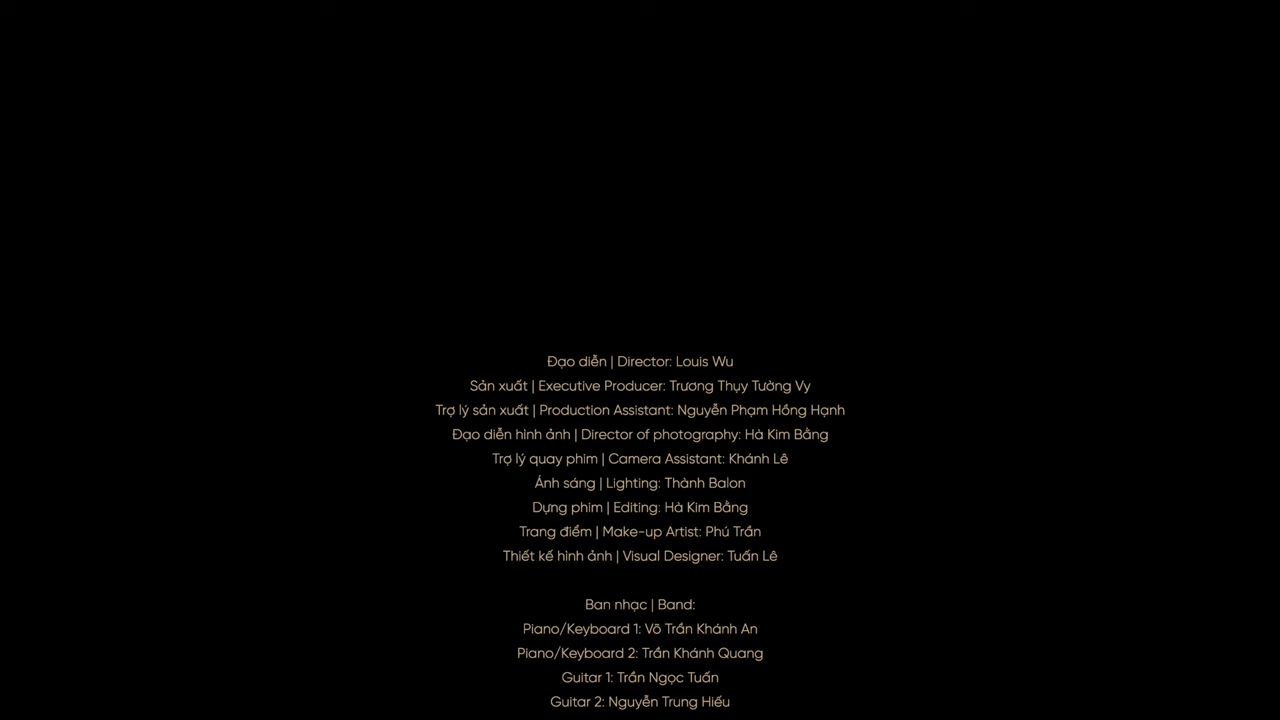 Đạo diễn | Director: Louis Wu
Sản xuất | Executive Producer: Trương Thụy Tường Vy
Trợ lý sản xuất | Production Assistant: Nguyễn Phạm Hồng Hạnh
Đạo diễn hình ảnh | Director of photography: Hà Kim Bằng
Trợ lý quay phim | Camera Assistant: Khánh Lê
Ánh sáng | Lighting: Thành Balon
Dựng phim | Editing: Hà Kim Bằng
Trang điểm | Make-up Artist: Phú Trần
Thiết kế hình ảnh | Visual Designer: Tuấn Lê
Ban nhạc | Band:
Piano/Keyboard 1: Võ Trần Khánh An
Piano/Keyboard 2: Trần Khánh Quang
Guitar 1: Trần Ngọc Tuấn
Guitar 2: Nguyễn Trung Hiếu